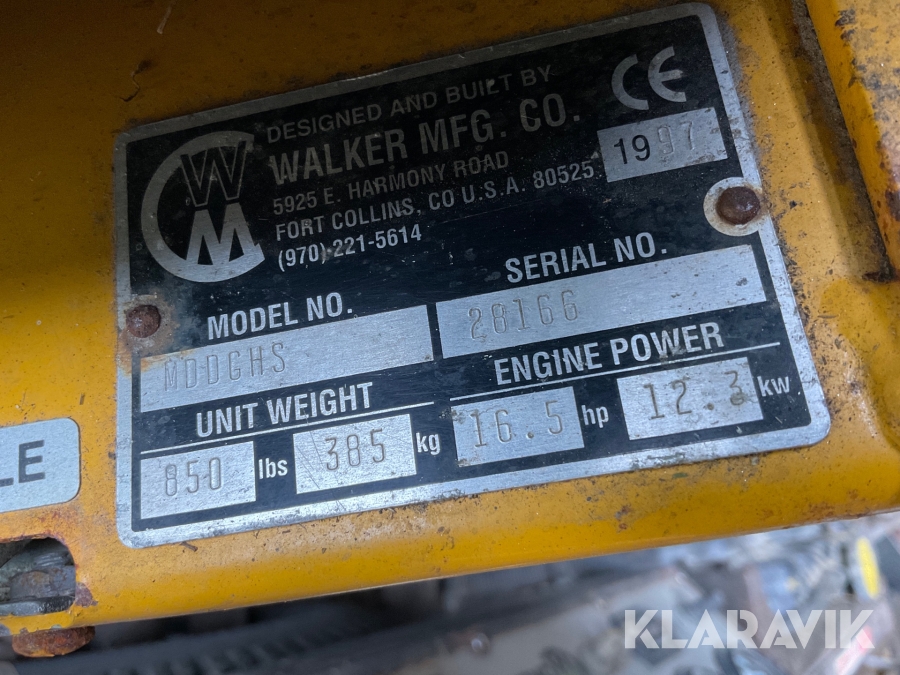 DESIGNED AND BUILT BY
WALKER MFG. CO.
5925 E. HARMONY ROAD
FORT COLLINS, CO U.S.A. 80525
(970)-221-5614
CE
1997
WM
MODEL NO.
SERIAL NO.
MDDGHS
28166
UNIT WEIGHT
ENGINE POWER
850 lbs 385 kg 16.5 hp 12.3 kw
LE
KLARAVIK